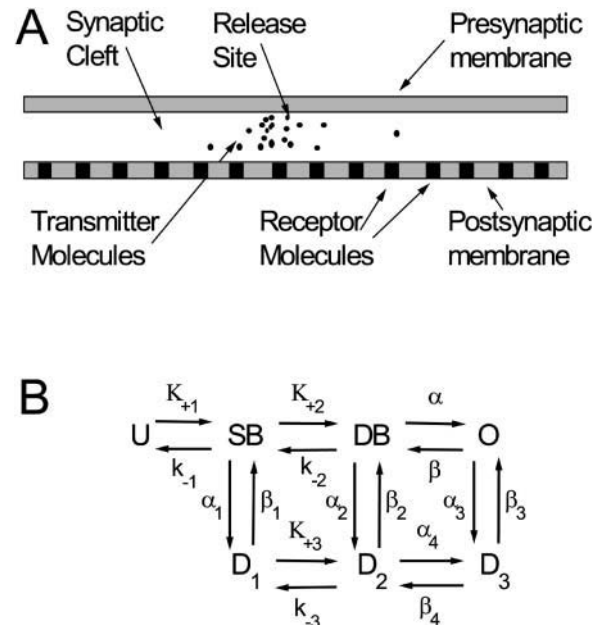 A
Synaptic Cleft
Release Site
Presynaptic membrane
Transmitter Molecules
Receptor Molecules
Postsynaptic membrane
B
K+1 K+2 α
U SB DB O
k-1 k-2 β
α1 β1 α2 β2 α3 β3
K+3 α4
D1 D2 D3
k-3 β4